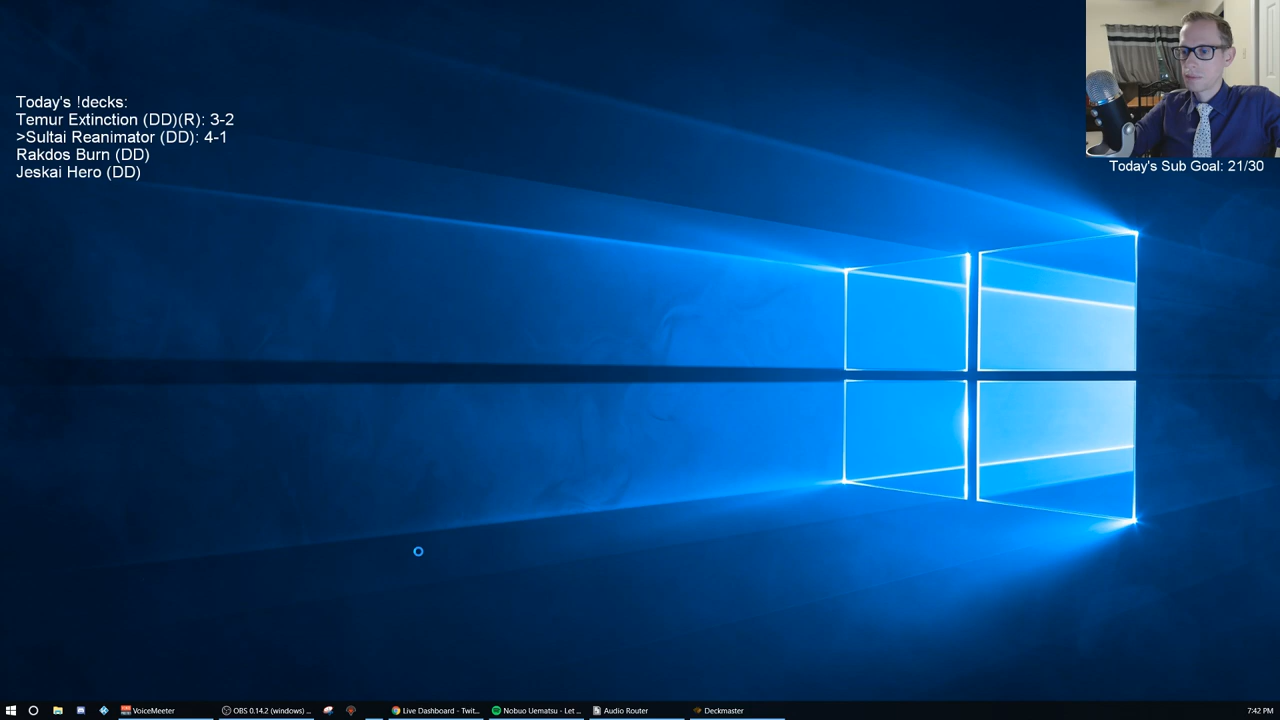 Today's !decks:
Temur Extinction (DD)(R): 3-2
>Sultai Reanimator (DD): 4-1
Rakdos Burn (DD)
Jeskai Hero (DD)
Today's Sub Goal: 21/30
VoiceMeeter
OBS 0.14.2 (windows) ...
Live Dashboard - Twit...
Nobuo Uematsu - Let ...
Audio Router
Deckmaster
7:42 PM